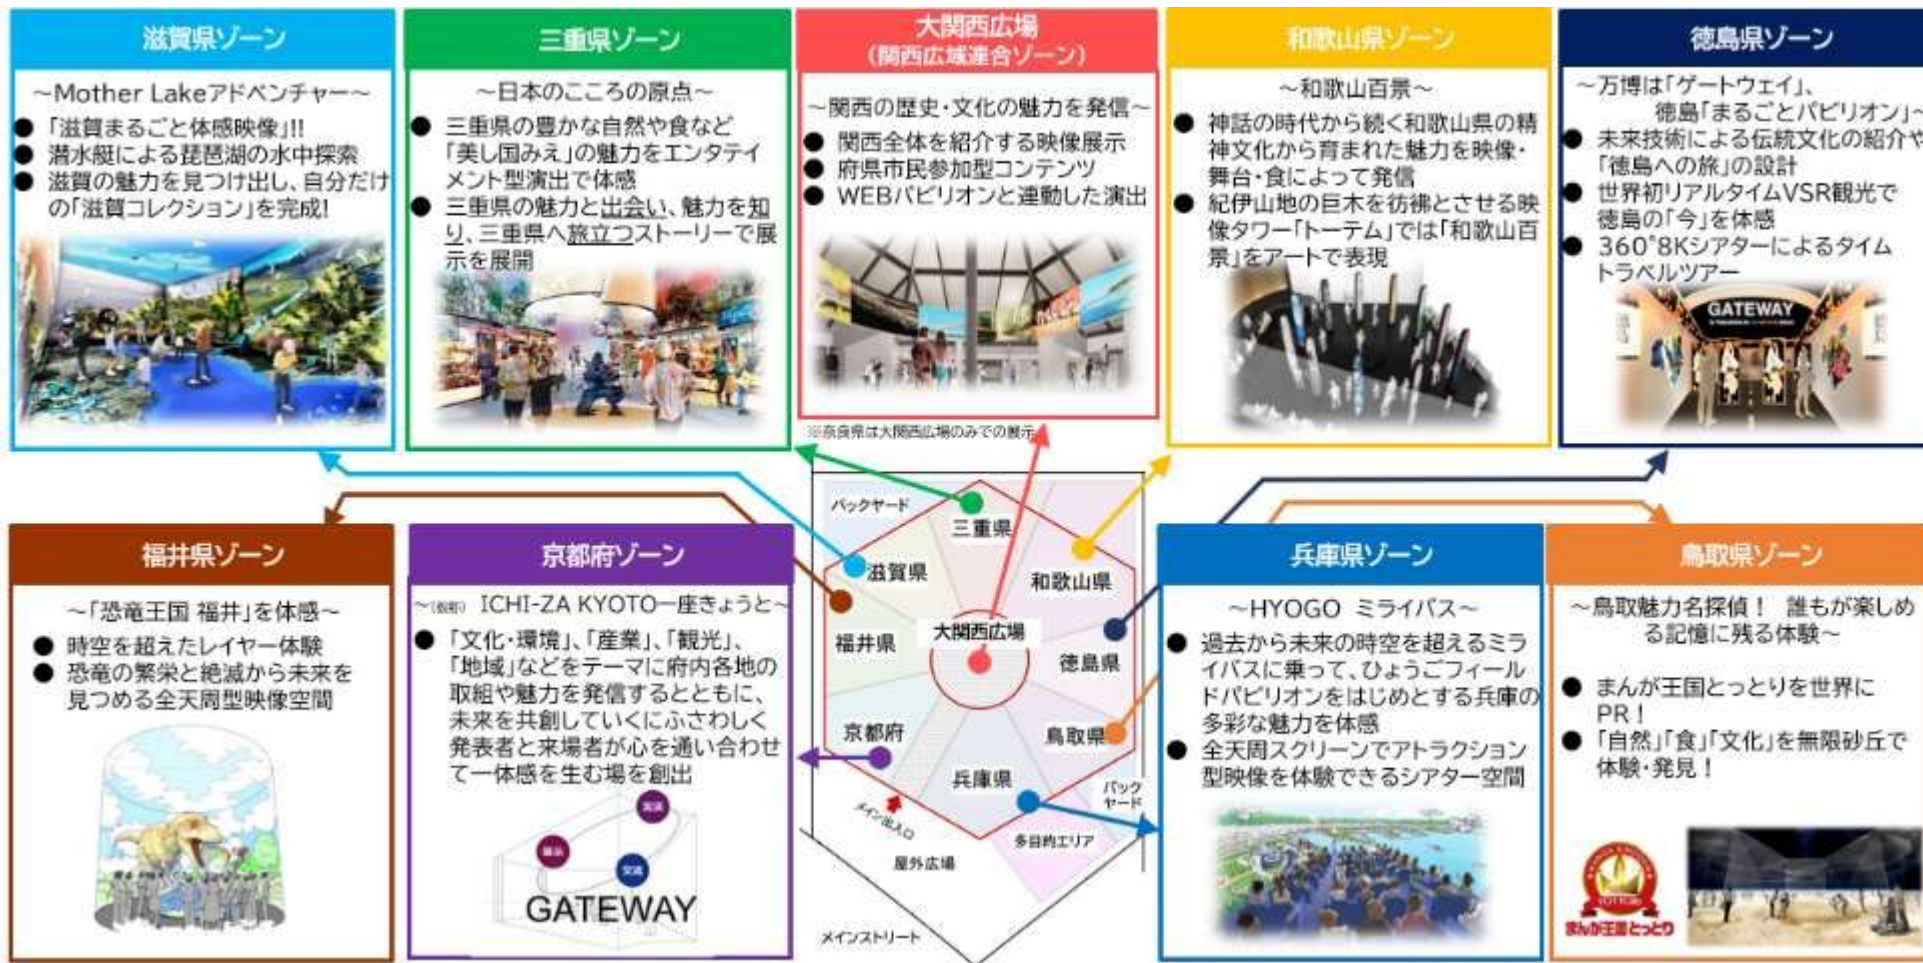 滋賀県ゾーン
～Mother Lakeアドベンチャー～
● 「滋賀まるごと体感映像」!!
● 潜水艇による琵琶湖の水中探索
● 滋賀の魅力を見つけ出し、自分だけ
の「滋賀コレクション」を完成!
三重県ゾーン
～日本のこころの原点～
● 三重県の豊かな自然や食など
「美し国みえ」の魅力をエンタテイ
メント型演出で体感
● 三重県の魅力と出会い、魅力を知
り、三重県へ旅立つストーリーで展
示を展開
大関西広場
(関西広域連合ゾーン)
～関西の歴史・文化の魅力を発信～
● 関西全体を紹介する映像展示
● 府県市民参加型コンテンツ
● WEBパビリオンと連動した演出
※奈良県は大関西広場のみでの展示
和歌山県ゾーン
～和歌山百景～
● 神話の時代から続く和歌山県の精
神文化から育まれた魅力を映像・
舞台・食によって発信
● 紀伊山地の巨木を彷彿とさせる映
像タワー「トーテム」では「和歌山百
景」をアートで表現
徳島県ゾーン
～万博は「ゲートウェイ」、
徳島「まるごとパビリオン」～
● 未来技術による伝統文化の紹介や
「徳島への旅」の設計
● 世界初リアルタイムVSR観光で
徳島の「今」を体感
● 360°8Kシアターによるタイム
トラベルツアー
GATEWAY
福井県ゾーン
～「恐竜王国 福井」を体感～
● 時空を超えたレイヤー体験
● 恐竜の繁栄と絶滅から未来を
見つめる全天周型映像空間
京都府ゾーン
～(仮称) ICHI-ZA KYOTO一座きょうと～
● 「文化・環境」、「産業」、「観光」、
「地域」などをテーマに府内各地の
取組や魅力を発信するとともに、
未来を共創していくにふさわしく
発表者と来場者が心を通い合わせ
て一体感を生む場を創出
GATEWAY
バックヤード
三重県
滋賀県
和歌山県
大関西広場
福井県
徳島県
京都府
鳥取県
兵庫県
バック
ヤード
メイン出入口
多目的エリア
屋外広場
メインストリート
兵庫県ゾーン
～HYOGO ミライバス～
● 過去から未来の時空を超えるミラ
イバスに乗って、ひょうごフィール
ドパビリオンをはじめとする兵庫の
多彩な魅力を体感
● 全天周スクリーンでアトラクション
型映像を体験できるシアター空間
鳥取県ゾーン
～鳥取魅力名探偵！ 誰もが楽しめ
る記憶に残る体験～
● まんが王国とっとりを世界に
PR！
● 「自然」「食」「文化」を無限砂丘で
体験・発見！
TOTTORI
まんが王国とっとり